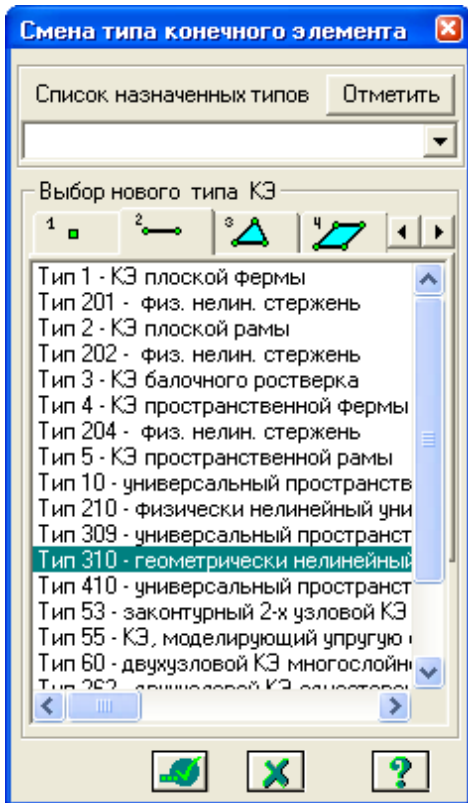 Смена типа конечного элемента
Список назначенных типов Отметить
Выбор нового типа КЭ
1 2 3 4
Тип 1 - КЭ плоской фермы
Тип 201 - физ. нелин. стержень
Тип 2 - КЭ плоской рамы
Тип 202 - физ. нелин. стержень
Тип 3 - КЭ балочного ростверка
Тип 4 - КЭ пространственной фермы
Тип 204 - физ. нелин. стержень
Тип 5 - КЭ пространственной рамы
Тип 10 - универсальный пространств
Тип 210 - физически нелинейный уни
Тип 309 - универсальный пространст
Тип 310 - геометрически нелинейный
Тип 410 - универсальный пространст
Тип 53 - законтурный 2-х узловой КЭ
Тип 55 - КЭ, моделирующий упругую
Тип 60 - двухузловой КЭ многослойн
Тип 262 - двухузловой КЭ